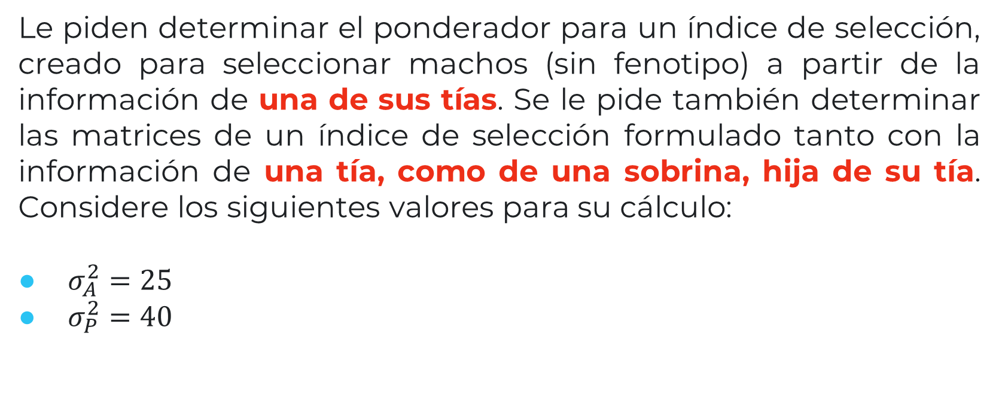 Le piden determinar el ponderador para un índice de selección,
creado para seleccionar machos (sin fenotipo) a partir de la
información de una de sus tías. Se le pide también determinar
las matrices de un índice de selección formulado tanto con la
información de una tía, como de una sobrina, hija de su tía.
Considere los siguientes valores para su cálculo:
• σ_A^2 = 25
• σ_P^2 = 40